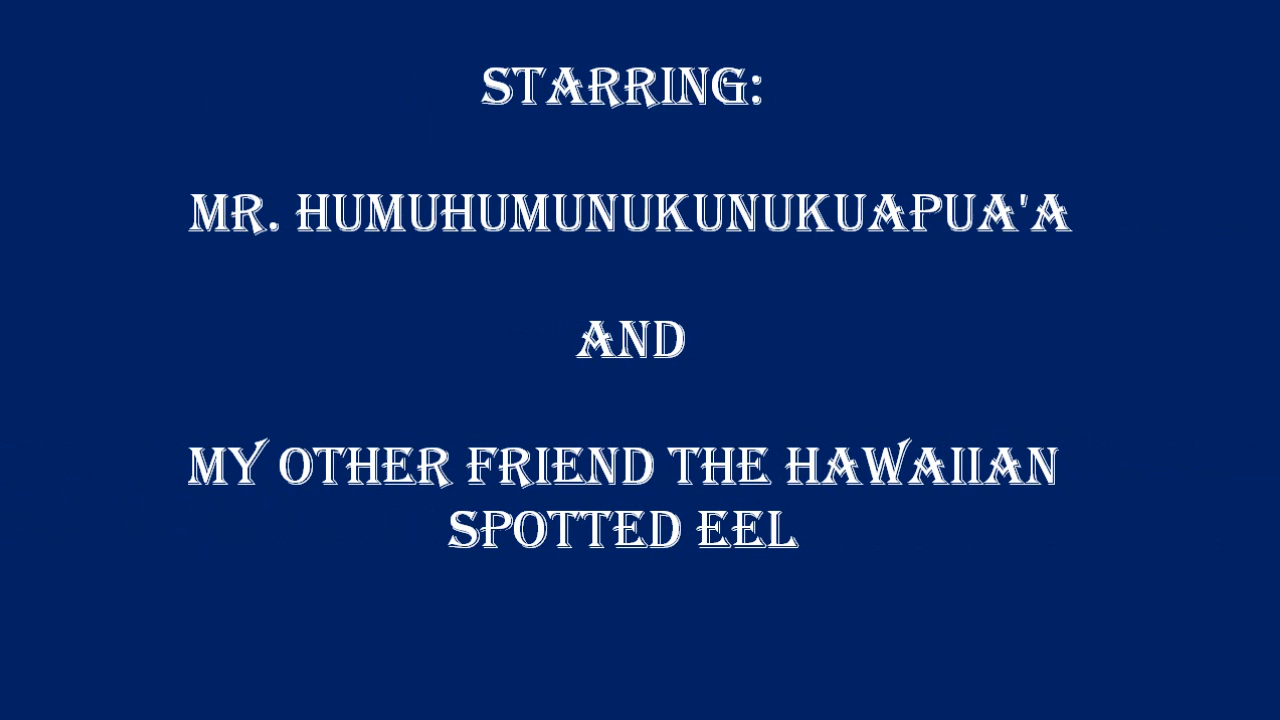 STARRING:
MR. HUMUHUMUNUKUNUKUAPUA'A
AND
MY OTHER FRIEND THE HAWAIIAN
SPOTTED EEL